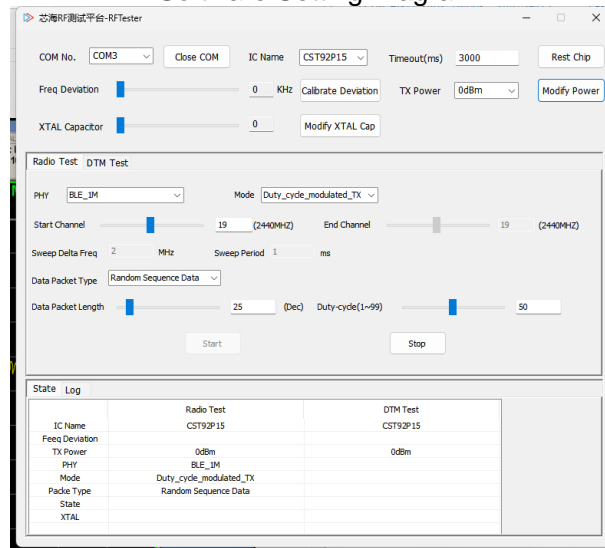 芯海RF测试平台-RFTester
COM No. COM3 Close COM IC Name CST92P15 Timeout(ms) 3000 Rest Chip
Freq Deviation 0 KHz Calibrate Deviation TX Power 0dBm Modify Power
XTAL Capacitor 0 Modify XTAL Cap
Radio Test DTM Test
PHY BLE_1M Mode Duty_cycle_modulated_TX
Start Channel 19 (2440MHZ) End Channel 19 (2440MHZ)
Sweep Delta Freq 2 MHz Sweep Period 1 ms
Data Packet Type Random Sequence Data
Data Packet Length 25 (Dec) Duty-cycle(1~99) 50
Start Stop
State Log
Radio Test DTM Test
IC Name CST92P15 CST92P15
Feeq Deviation
TX Power 0dBm 0dBm
PHY BLE_1M
Mode Duty_cycle_modulated_TX
Packe Type Random Sequence Data
State
XTAL